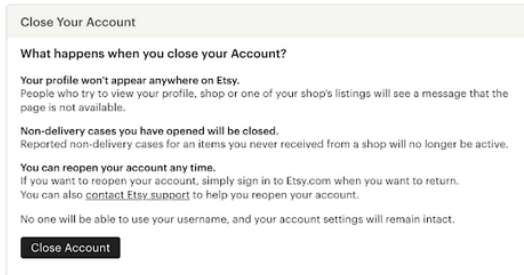 Close Your Account
What happens when you close your Account?
Your profile won't appear anywhere on Etsy.
People who try to view your profile, shop or one of your shop's listings will see a message that the
page is not available.
Non-delivery cases you have opened will be closed.
Reported non-delivery cases for an items you never received from a shop will no longer be active.
You can reopen your account any time.
If you want to reopen your account, simply sign in to Etsy.com when you want to return.
You can also contact Etsy support to help you reopen your account.
No one will be able to use your username, and your account settings will remain intact.
Close Account